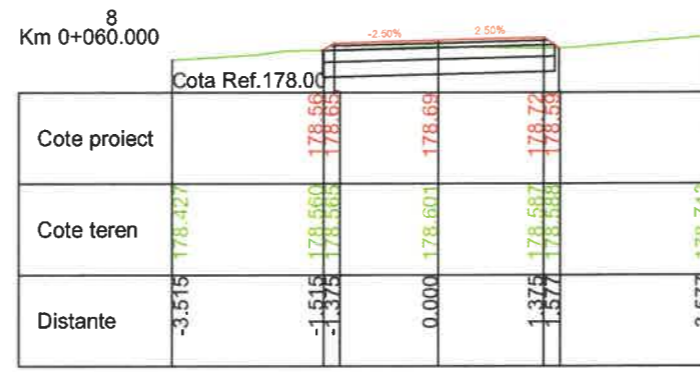 8
Km 0+060.000
-2.50% 2.50%
Cota Ref.178.00
Cote proiect 178.56 178.65 178.69 178.72 178.59
Cote teren 178.427 178.560 178.565 178.601 178.587 178.588
Distante -3.515 -1.515 -1.375 0.000 1.375 1.577